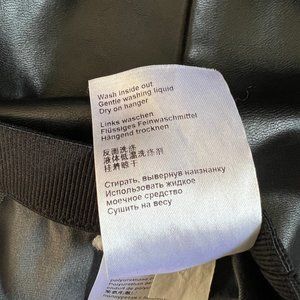 Wash inside out
Gentle washing liquid
Dry on hanger
Links waschen
Flüssiges Feinwaschmittel
Hängend trocknen
反面洗涤
液体低温洗涤剂
挂着晾干
Стирать, вывернув наизнанку
Использовать жидкое
моечное средство
Сушить на весу